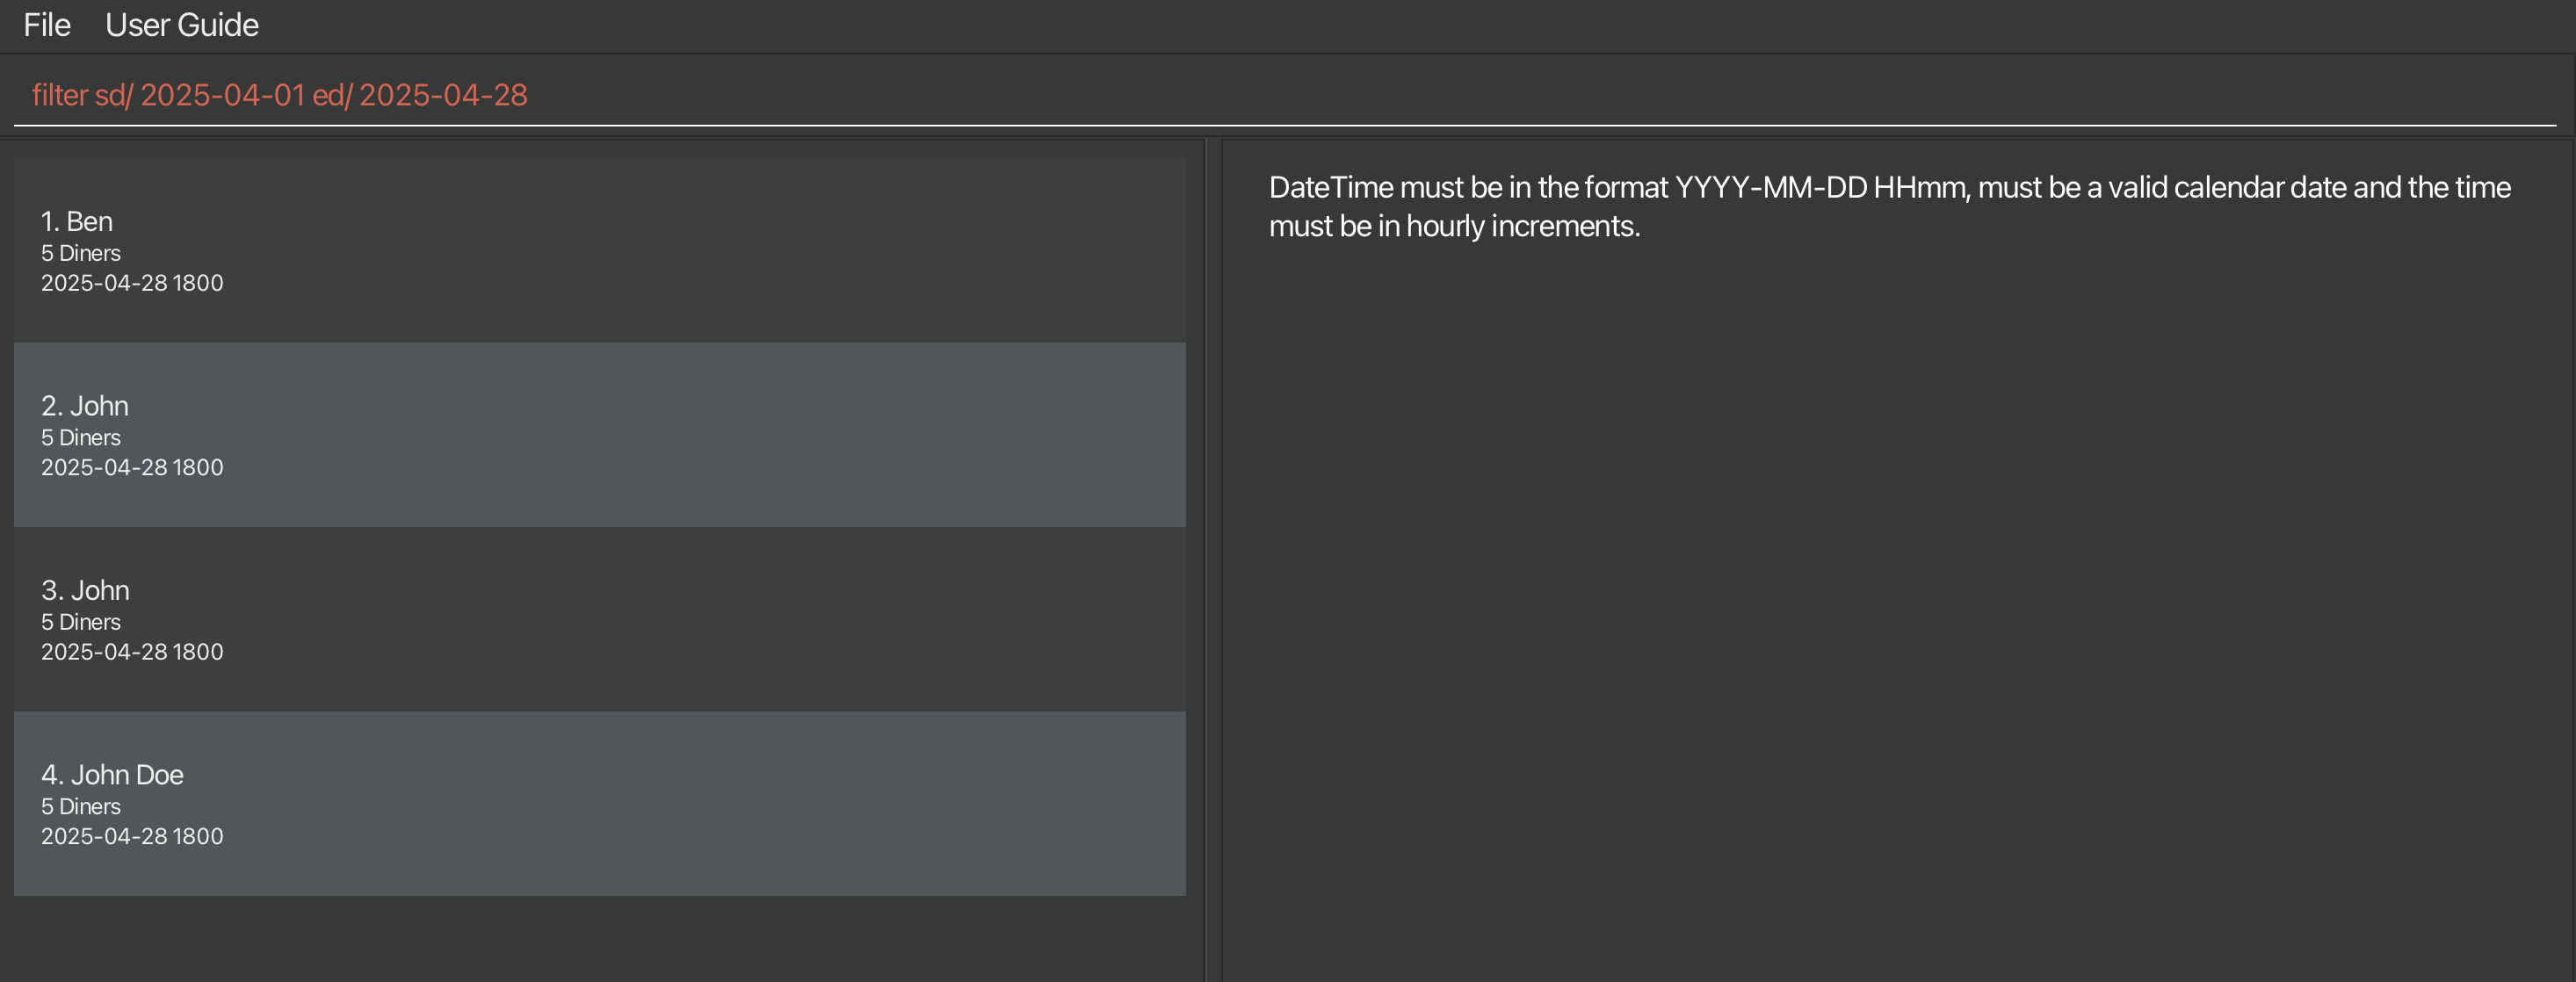 File User Guide
filter sd/ 2025-04-01 ed/ 2025-04-28
1. Ben
5 Diners
2025-04-28 1800
2. John
5 Diners
2025-04-28 1800
3. John
5 Diners
2025-04-28 1800
4. John Doe
5 Diners
2025-04-28 1800
DateTime must be in the format YYYY-MM-DD HHmm, must be a valid calendar date and the time
must be in hourly increments.